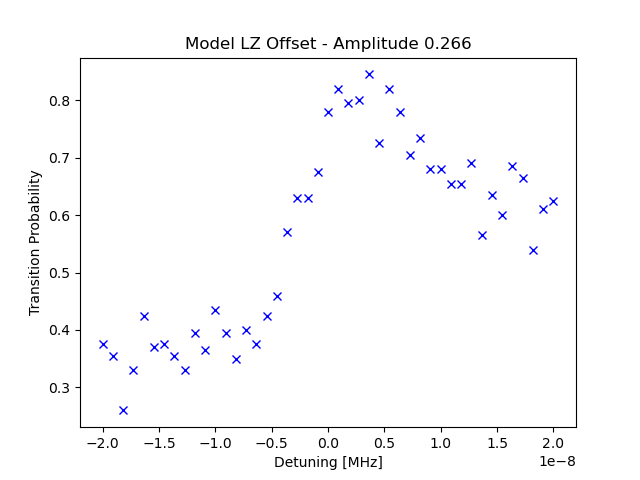 Model LZ Offset - Amplitude 0.266
Transition Probability
0.8
0.7
0.6
0.5
0.4
0.3
−2.0 −1.5 −1.0 −0.5 0.0 0.5 1.0 1.5 2.0
Detuning [MHz]
1e−8